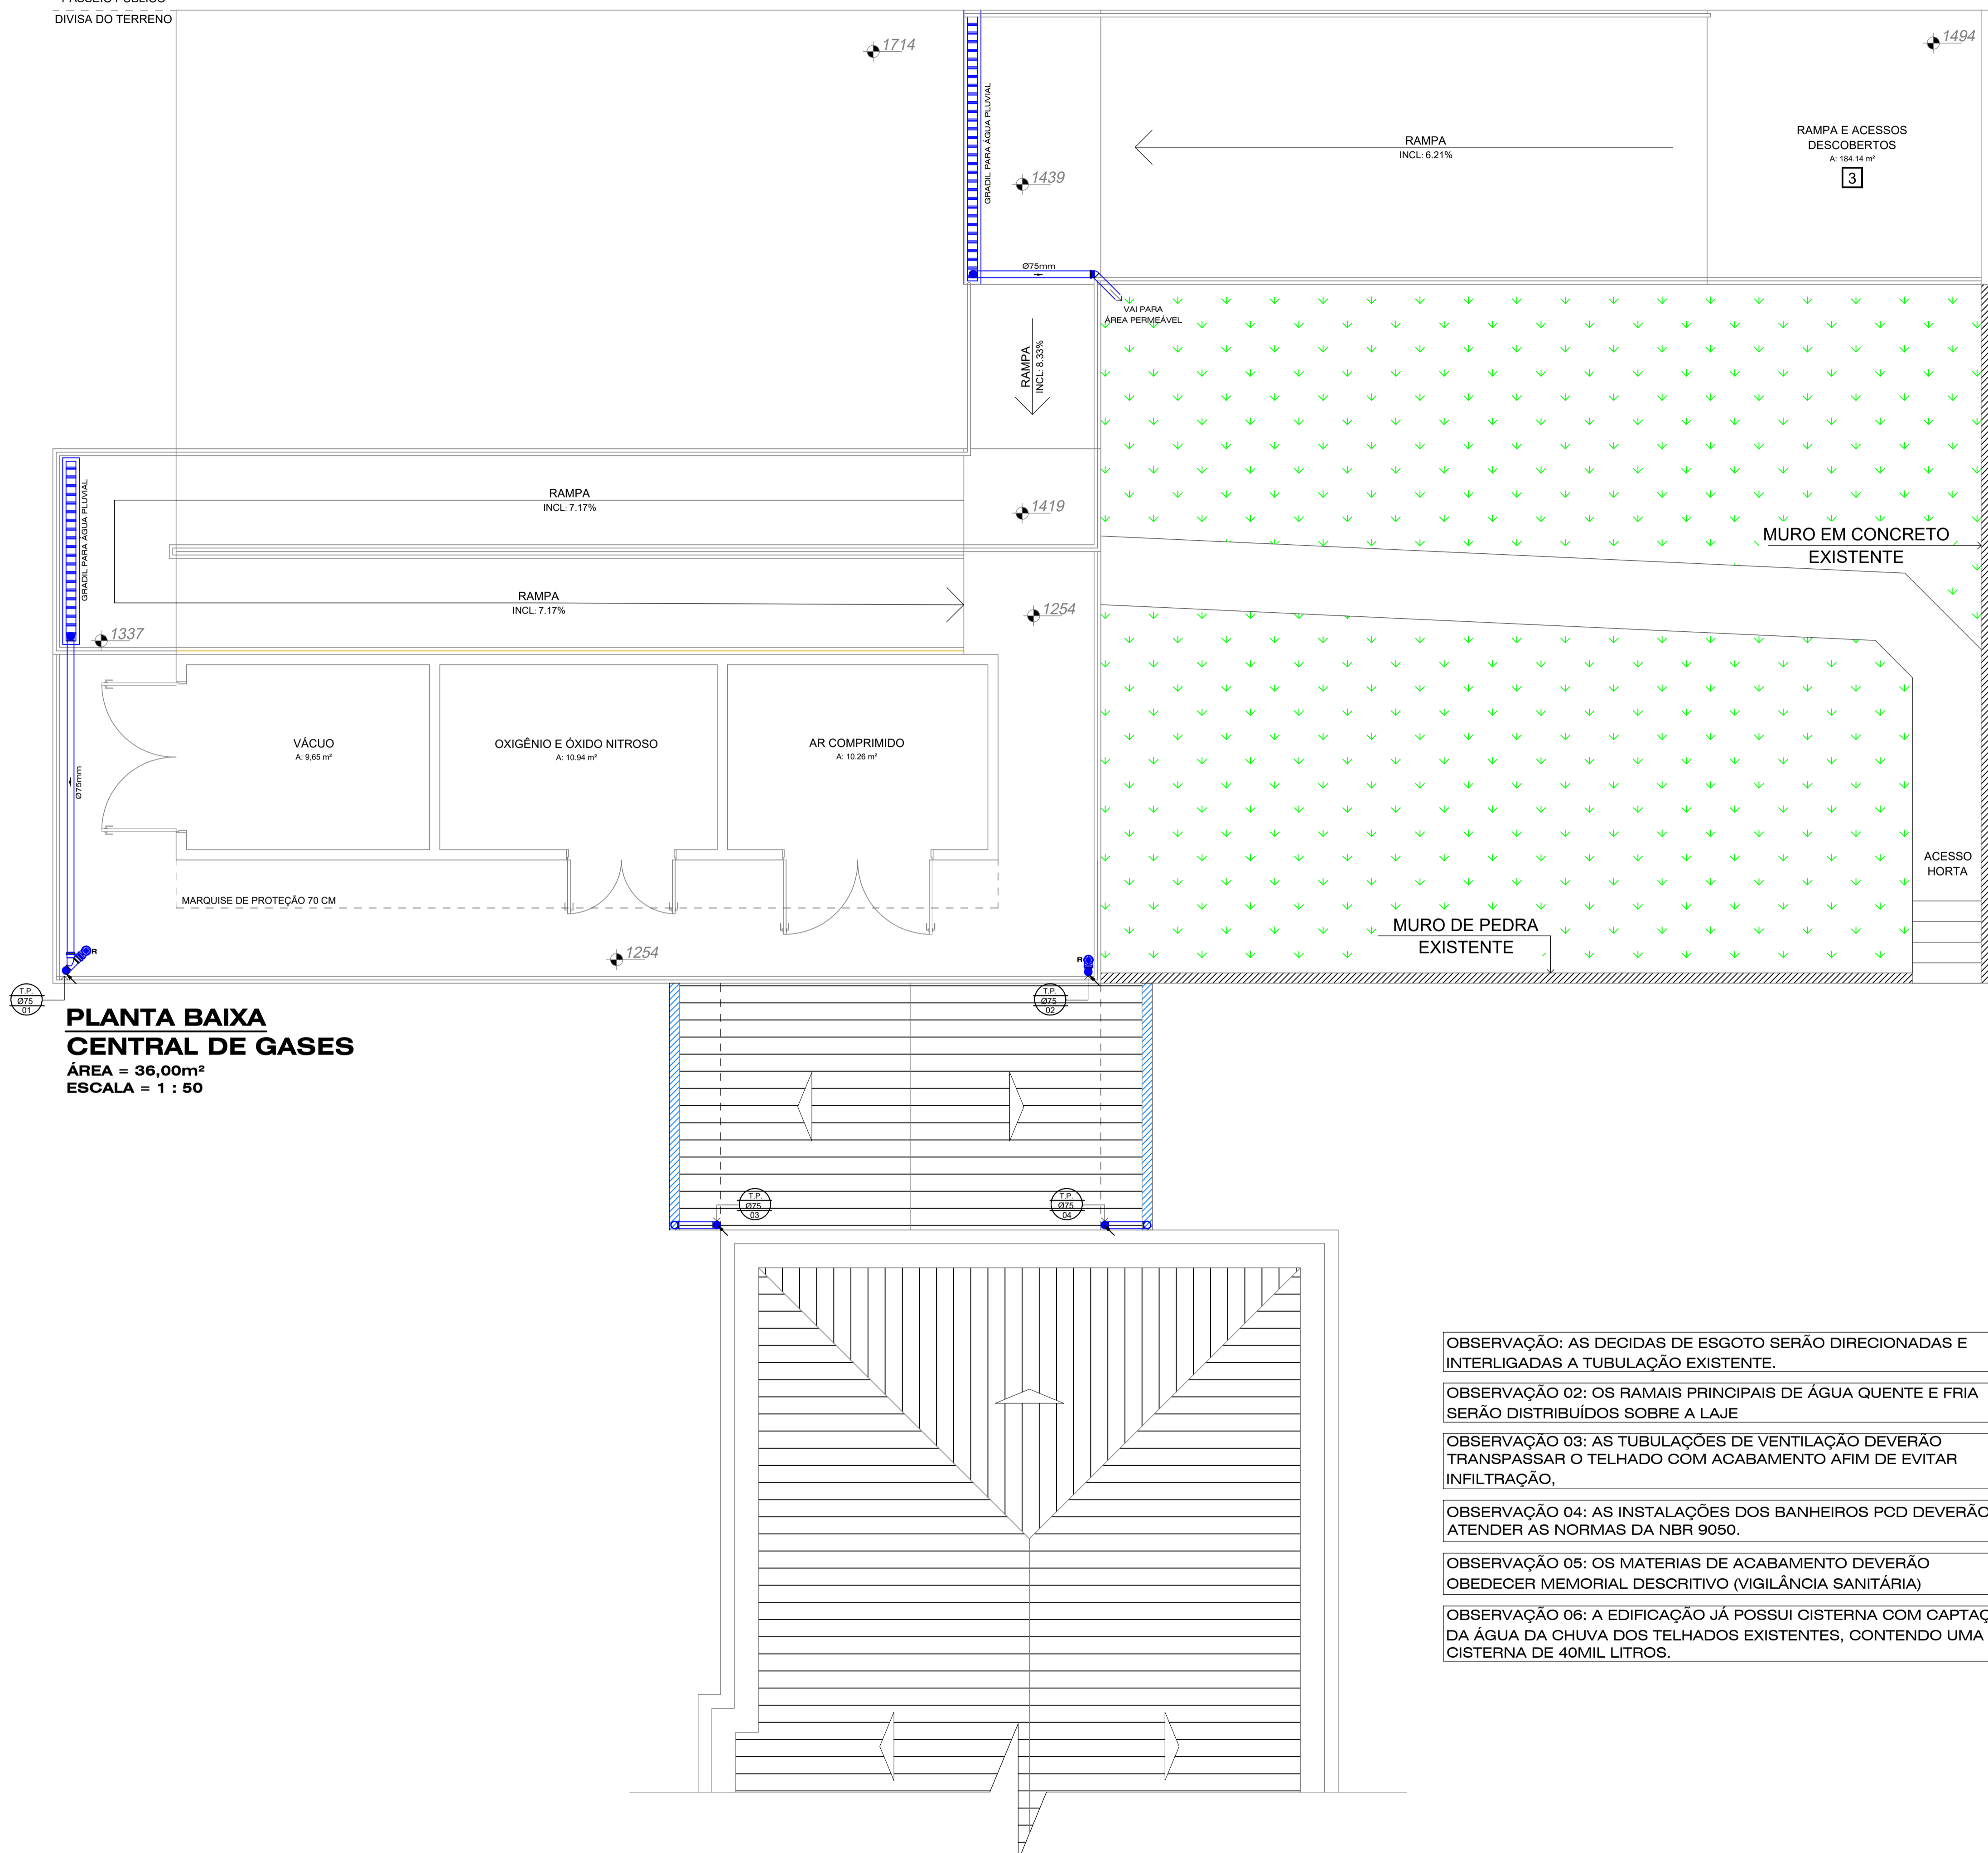 DIVISA DO TERRENO
1714
1494
GRADIL PARA ÁGUA PLUVIAL
RAMPA
INCL: 6.21%
RAMPA E ACESSOS
DESCOBERTOS
A: 184.14 m²
3
1439
Ø75mm
VAI PARA
ÁREA PERMEÁVEL
RAMPA
INCL: 8.33%
GRADIL PARA ÁGUA PLUVIAL
RAMPA
INCL: 7.17%
1419
MURO EM CONCRETO
EXISTENTE
RAMPA
INCL: 7.17%
1254
1337
VÁCUO
A: 9,65 m²
OXIGÊNIO E ÓXIDO NITROSO
A: 10.94 m²
AR COMPRIMIDO
A: 10.26 m²
Ø75mm
ACESSO
HORTA
MARQUISE DE PROTEÇÃO 70 CM
MURO DE PEDRA
EXISTENTE
R
1254
R
T.P.
Ø75
01
T.P.
Ø75
02
PLANTA BAIXA
CENTRAL DE GASES
ÁREA = 36,00m²
ESCALA = 1 : 50
T.P.
Ø75
03
T.P.
Ø75
04
OBSERVAÇÃO: AS DECIDAS DE ESGOTO SERÃO DIRECIONADAS E
INTERLIGADAS A TUBULAÇÃO EXISTENTE.
OBSERVAÇÃO 02: OS RAMAIS PRINCIPAIS DE ÁGUA QUENTE E FRIA
SERÃO DISTRIBUÍDOS SOBRE A LAJE
OBSERVAÇÃO 03: AS TUBULAÇÕES DE VENTILAÇÃO DEVERÃO
TRANSPASSAR O TELHADO COM ACABAMENTO AFIM DE EVITAR
INFILTRAÇÃO,
OBSERVAÇÃO 04: AS INSTALAÇÕES DOS BANHEIROS PCD DEVERÃO
ATENDER AS NORMAS DA NBR 9050.
OBSERVAÇÃO 05: OS MATERIAS DE ACABAMENTO DEVERÃO
OBEDECER MEMORIAL DESCRITIVO (VIGILÂNCIA SANITÁRIA)
OBSERVAÇÃO 06: A EDIFICAÇÃO JÁ POSSUI CISTERNA COM
DA ÁGUA DA CHUVA DOS TELHADOS EXISTENTES, CONTENDO UMA
CISTERNA DE 40MIL LITROS.